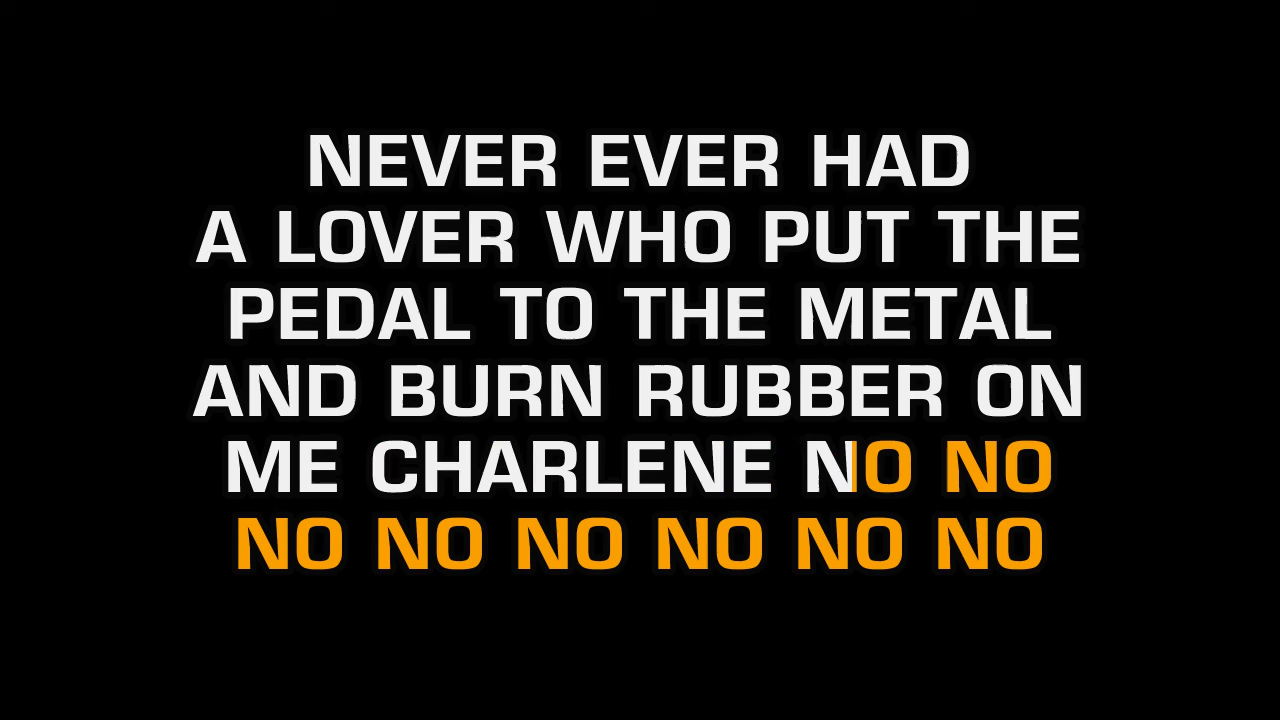 NEVER EVER HAD
A LOVER WHO PUT THE
PEDAL TO THE METAL
AND BURN RUBBER ON
ME CHARLENE NO NO
NO NO NO NO NO NO